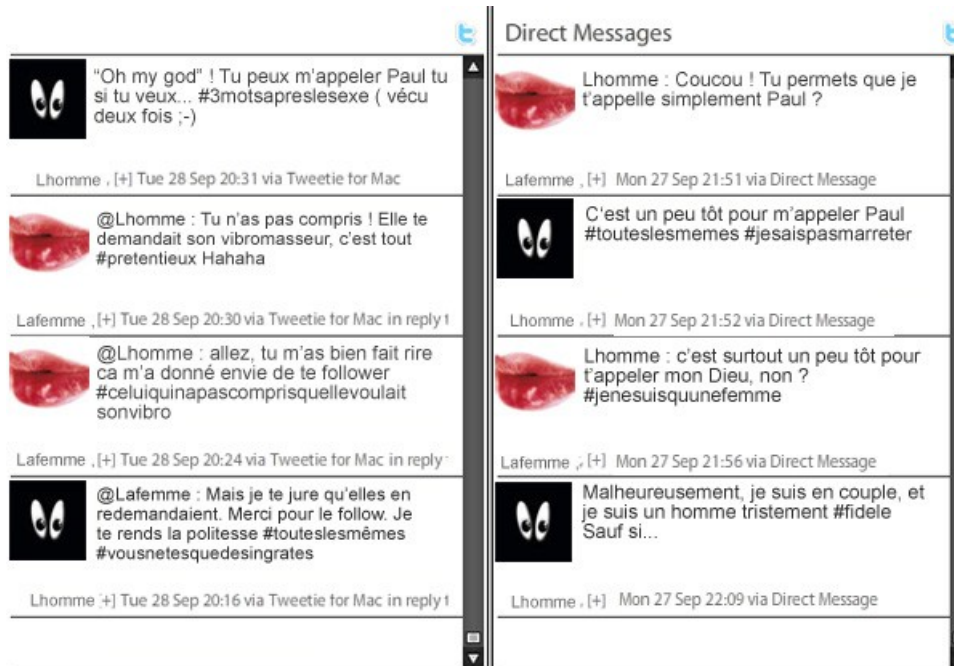 “Oh my god” ! Tu peux m’appeler Paul tu
si tu veux... #3motsapreslesexe ( vécu
deux fois ;-)
Lhomme , [+] Tue 28 Sep 20:31 via Tweetie for Mac
@Lhomme : Tu n’as pas compris ! Elle te
demandait son vibromasseur, c’est tout
#pretentieux Hahaha
Lafemme , [+] Tue 28 Sep 20:30 via Tweetie for Mac in reply t
@Lhomme : allez, tu m’as bien fait rire
ca m’a donné envie de te follower
#celuiquinapascomprisquellevoulait
sonvibro
Lafemme , [+] Tue 28 Sep 20:24 via Tweetie for Mac in reply
@Lafemme : Mais je te jure qu’elles en
redemandaient. Merci pour le follow. Je
te rends la politesse #touteslesmêmes
#vousnetesquedesingrates
Lhomme [+] Tue 28 Sep 20:16 via Tweetie for Mac in reply t
Direct Messages
Lhomme : Coucou ! Tu permets que je
t’appelle simplement Paul ?
Lafemme , [+] Mon 27 Sep 21:51 via Direct Message
C’est un peu tôt pour m’appeler Paul
#touteslesmemes #jesaispasmarreter
Lhomme , [+] Mon 27 Sep 21:52 via Direct Message
Lhomme : c’est surtout un peu tôt pour
t’appeler mon Dieu, non ?
#jenesuisquunefemme
Lafemme , [+] Mon 27 Sep 21:56 via Direct Message
Malheureusement, je suis en couple, et
je suis un homme tristement #fidele
Sauf si...
Lhomme , [+] Mon 27 Sep 22:09 via Direct Message